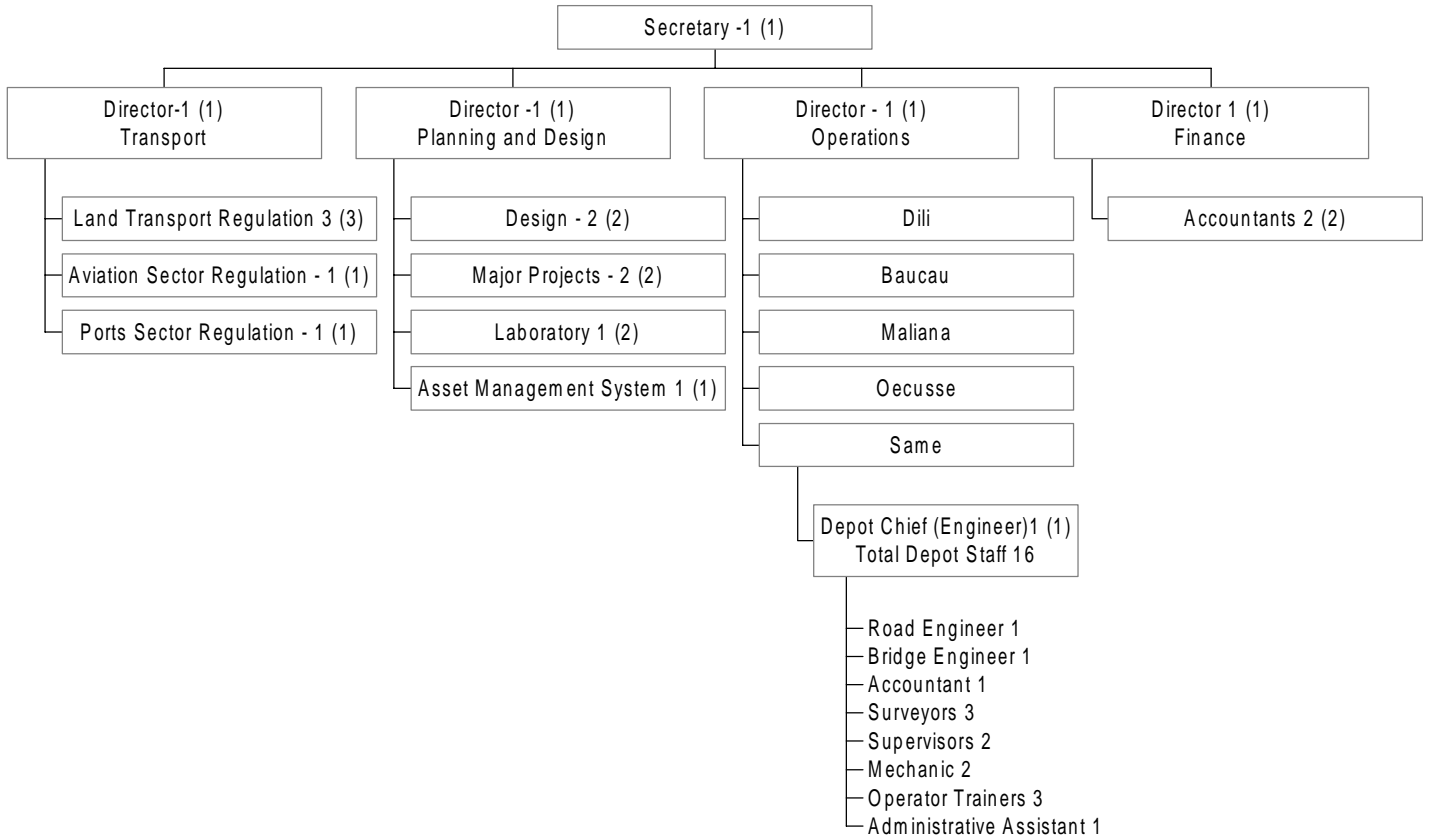 Secretary -1 (1)
Director-1 (1)
Transport
Land Transport Regulation 3 (3)
Aviation Sector Regulation - 1 (1)
Ports Sector Regulation - 1 (1)
Director -1 (1)
Planning and Design
Design - 2 (2)
Major Projects - 2 (2)
Laboratory 1 (2)
Asset Management System 1 (1)
Director - 1 (1)
Operations
Dili
Baucau
Maliana
Oecusse
Same
Depot Chief (Engineer)1 (1)
Total Depot Staff 16
Road Engineer 1
Bridge Engineer 1
Accountant 1
Surveyors 3
Supervisors 2
Mechanic 2
Operator Trainers 3
Administrative Assistant 1
Director 1 (1)
Finance
Accountants 2 (2)